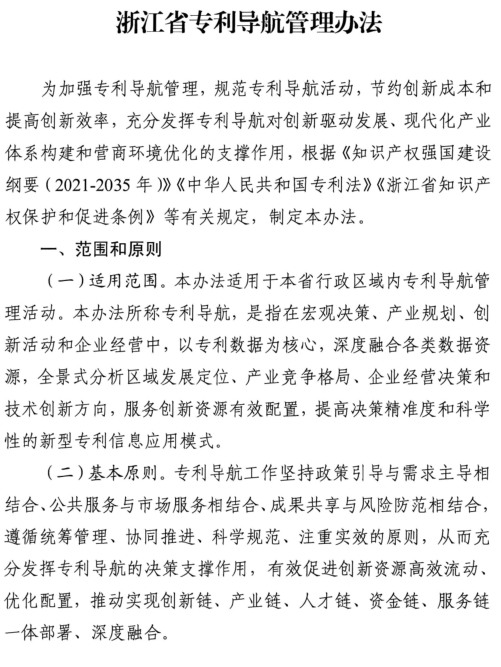 浙江省专利导航管理办法
为加强专利导航管理，规范专利导航活动，节约创新成本和
提高创新效率，充分发挥专利导航对创新驱动发展、现代化产业
体系构建和营商环境优化的支撑作用，根据《知识产权强国建设
纲要（2021-2035 年）》《中华人民共和国专利法》《浙江省知识产
权保护和促进条例》等有关规定，制定本办法。
一、范围和原则
（一）适用范围。本办法适用于本省行政区域内专利导航管
理活动。本办法所称专利导航，是指在宏观决策、产业规划、创
新活动和企业经营中，以专利数据为核心，深度融合各类数据资
源，全景式分析区域发展定位、产业竞争格局、企业经营决策和
技术创新方向，服务创新资源有效配置，提高决策精准度和科学
性的新型专利信息应用模式。
（二）基本原则。专利导航工作坚持政策引导与需求主导相
结合、公共服务与市场服务相结合、成果共享与风险防范相结合，
遵循统筹管理、协同推进、科学规范、注重实效的原则，从而充
分发挥专利导航的决策支撑作用，有效促进创新资源高效流动、
优化配置，推动实现创新链、产业链、人才链、资金链、服务链
一体部署、深度融合。